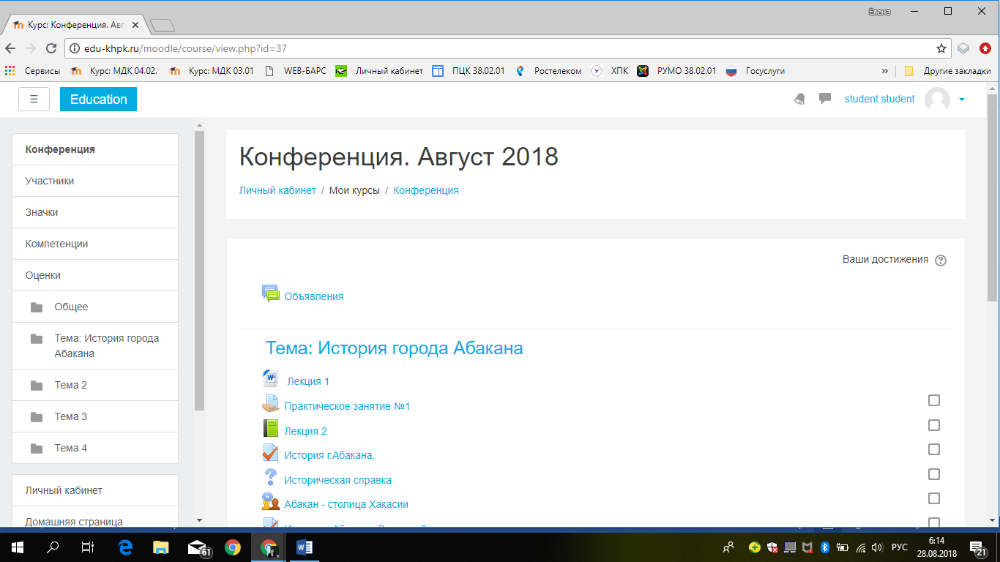 Елена
Курс: Конференция. Авг
edu-khpk.ru/moodle/course/view.php?id=37
Сервисы Курс: МДК 04.02. Курс: МДК 03.01 WEB-БАРС Личный кабинет ПЦК 38.02.01 Ростелеком ХПК РУМО 38.02.01 Госуслуги » Другие закладки
Education
student student
Конференция
Участники
Значки
Компетенции
Оценки
Общее
Тема: История города
Абакана
Тема 2
Тема 3
Тема 4
Личный кабинет
Домашняя страница
Конференция. Август 2018
Личный кабинет / Мои курсы / Конференция
Ваши достижения
Объявления
Тема: История города Абакана
Лекция 1
Практическое занятие №1
Лекция 2
История г.Абакана.
Историческая справка
Абакан - столица Хакасии
61
РУС
6:14
28.08.2018
21